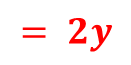 = 2y